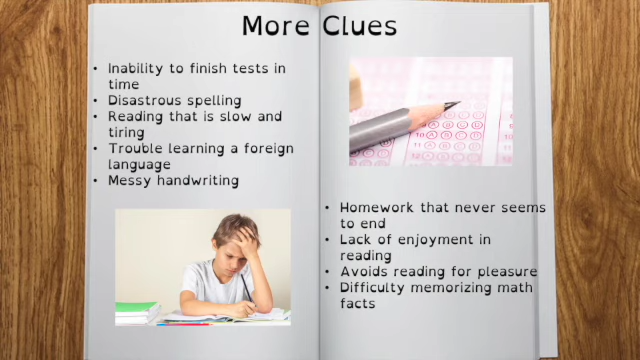 More Clues
• Inability to finish tests in
time
• Disastrous spelling
• Reading that is slow and
tiring
• Trouble learning a foreign
language
• Messy handwriting
• Homework that never seems
to end
• Lack of enjoyment in
reading
• Avoids reading for pleasure
• Difficulty memorizing math
facts